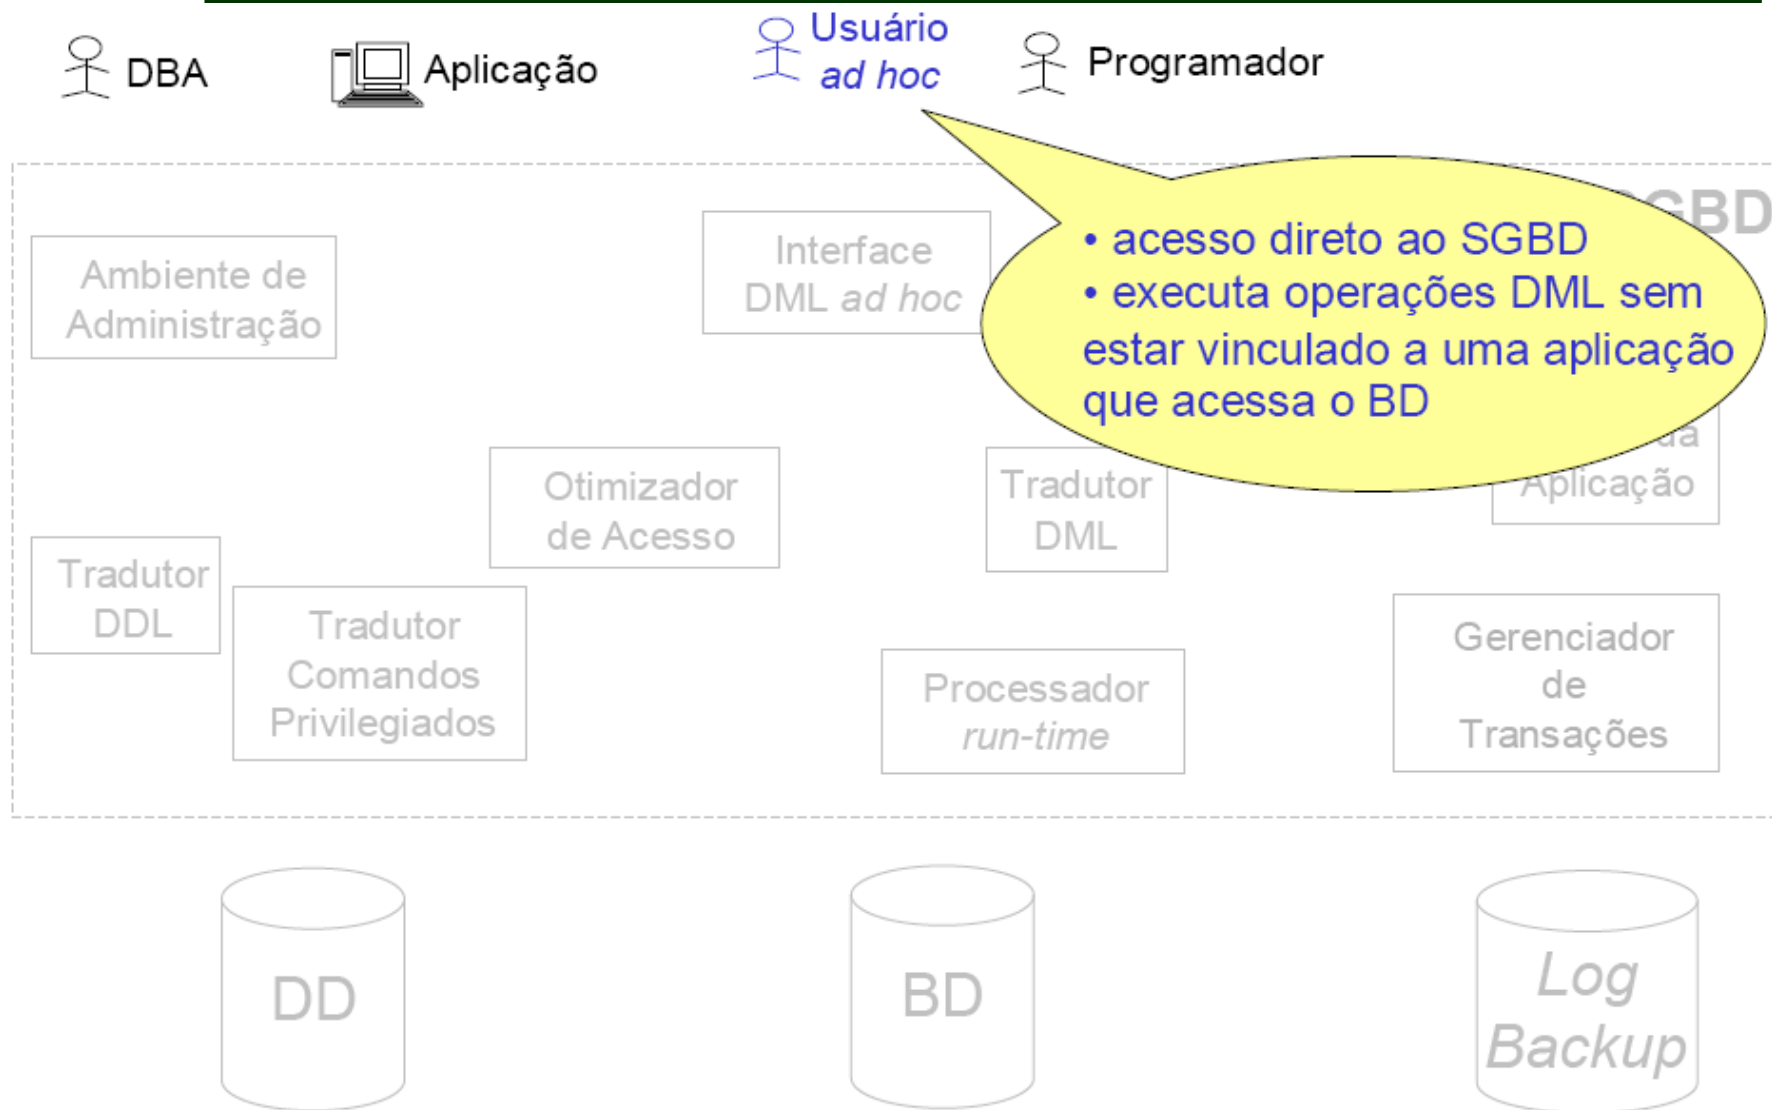 DBA
Aplicação
Usuário
ad hoc
Programador
• acesso direto ao SGBD
• executa operações DML sem
estar vinculado a uma aplicação
que acessa o BD
Ambiente de
Administração
Interface
DML ad hoc
Otimizador
de Acesso
Tradutor
DML
Aplicação
Tradutor
DDL
Tradutor
Comandos
Privilegiados
Processador
run-time
Gerenciador
de
Transações
DD
BD
Log
Backup